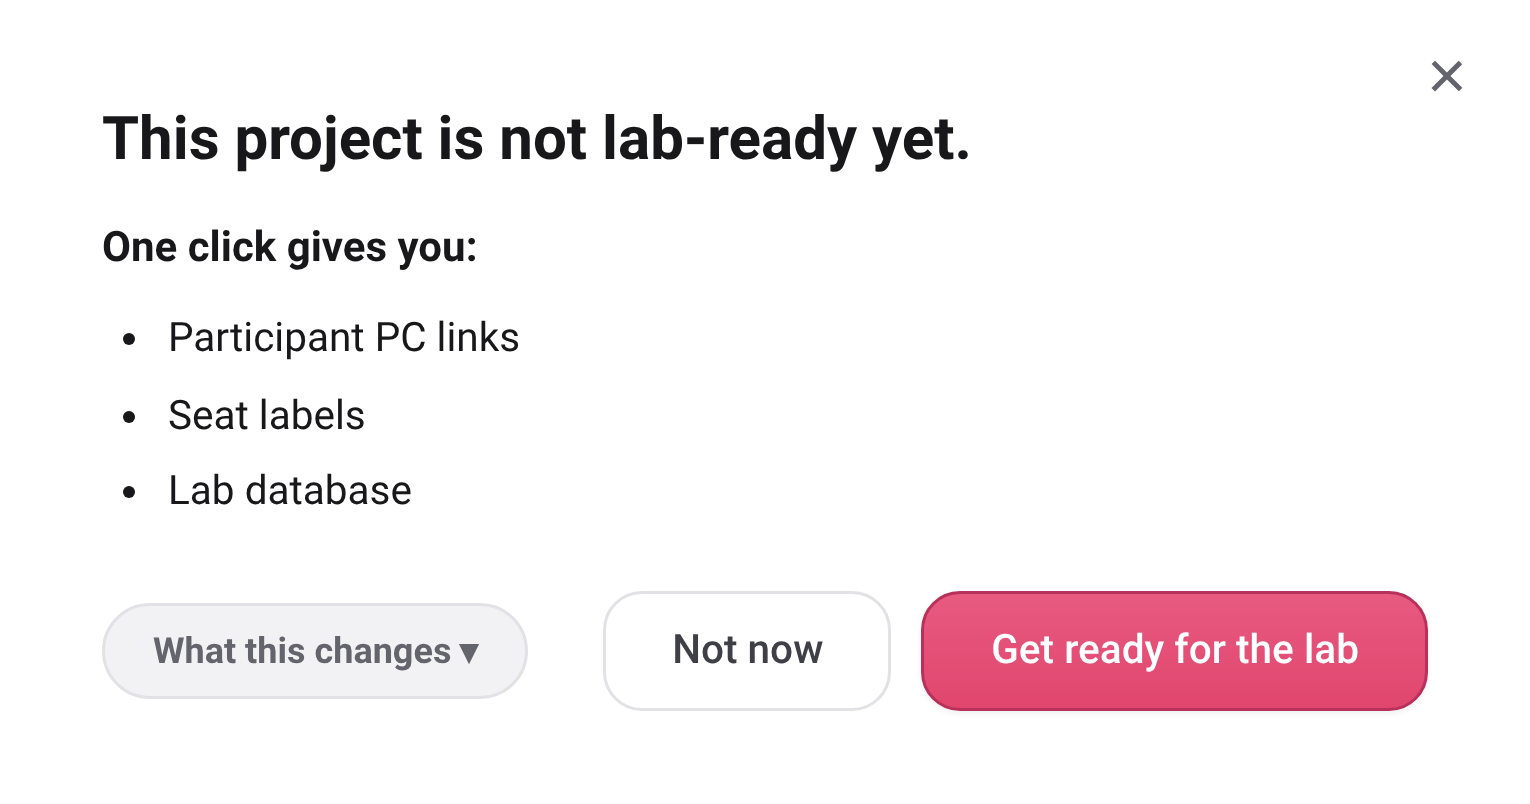 This project is not lab-ready yet.
One click gives you:
• Participant PC links
• Seat labels
• Lab database
What this changes ▾
Not now
Get ready for the lab